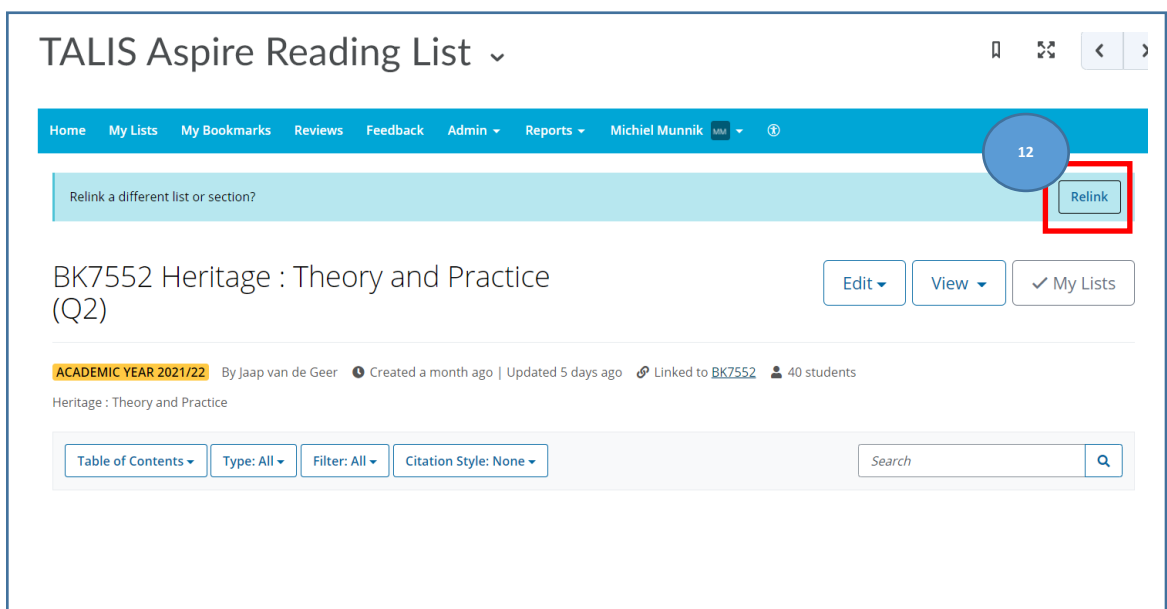 TALIS Aspire Reading List
Home My Lists My Bookmarks Reviews Feedback Admin Reports Michiel Munnik MM
12
Relink a different list or section? Relink
BK7552 Heritage : Theory and Practice
(Q2)
Edit View My Lists
ACADEMIC YEAR 2021/22 By Jaap van de Geer Created a month ago | Updated 5 days ago Linked to BK7552 40 students
Heritage : Theory and Practice
Table of Contents Type: All Filter: All Citation Style: None Search